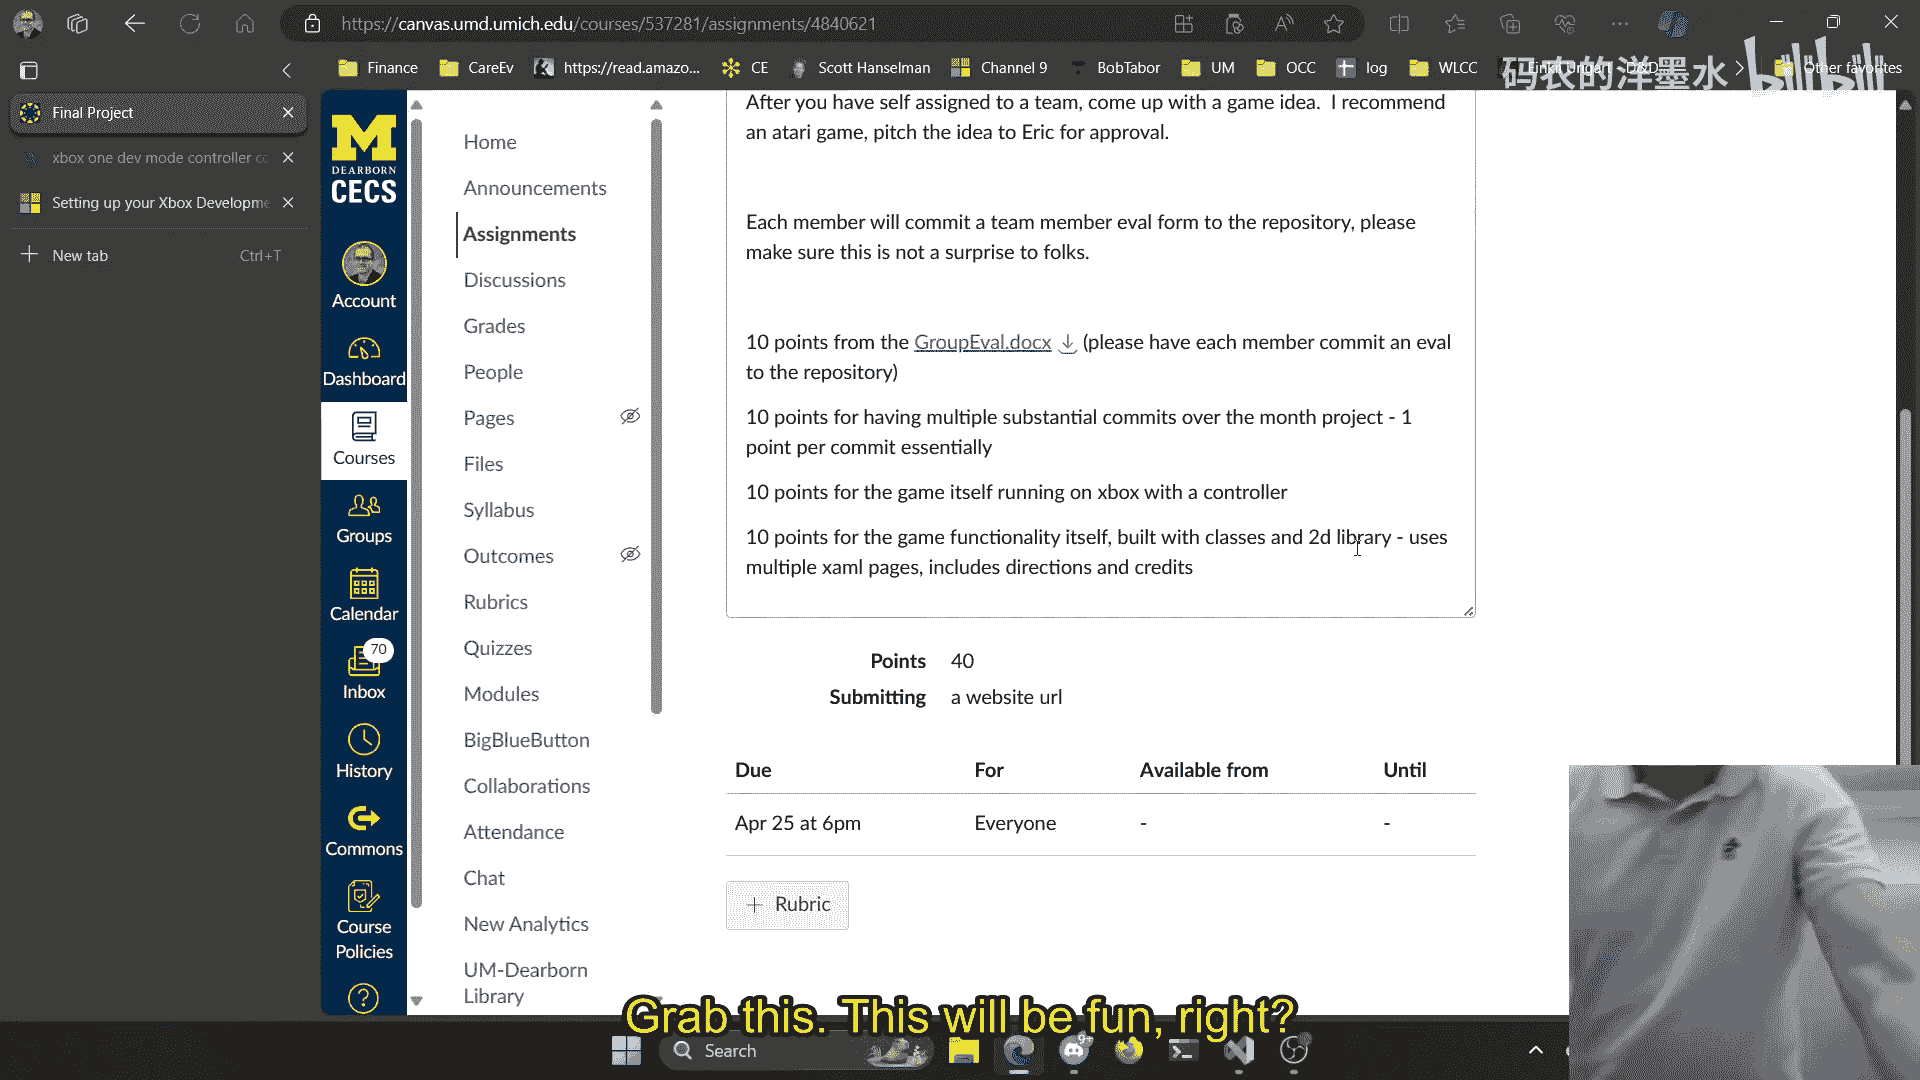 https://canvas.umd.umich.edu/courses/537281/assignments/4840621
Finance
CareEv
https://read.amazo...
CE
Scott Hanselman
Channel 9
BobTabor
UM
OCC
log
WLCC
Other favorites
码农的洋墨水
bilibili
Final Project
xbox one dev mode controller co
Setting up your Xbox Developme
New tab
Ctrl+T
M
DEARBORN
CECS
Account
Dashboard
Courses
Groups
Calendar
70
Inbox
History
Commons
Course
Policies
Home
Announcements
Assignments
Discussions
Grades
People
Pages
Files
Syllabus
Outcomes
Rubrics
Quizzes
Modules
BigBlueButton
Collaborations
Attendance
Chat
New Analytics
UM-Dearborn
Library
After you have self assigned to a team, come up with a game idea. I recommend
an atari game, pitch the idea to Eric for approval.
Each member will commit a team member eval form to the repository, please
make sure this is not a surprise to folks.
10 points from the GroupEval.docx (please have each member commit an eval
to the repository)
10 points for having multiple substantial commits over the month project - 1
point per commit essentially
10 points for the game itself running on xbox with a controller
10 points for the game functionality itself, built with classes and 2d library - uses
multiple xaml pages, includes directions and credits
Points 40
Submitting a website url
Due For Available from Until
Apr 25 at 6pm Everyone - -
+ Rubric
Grab this. This will be fun, right?
Search
9+